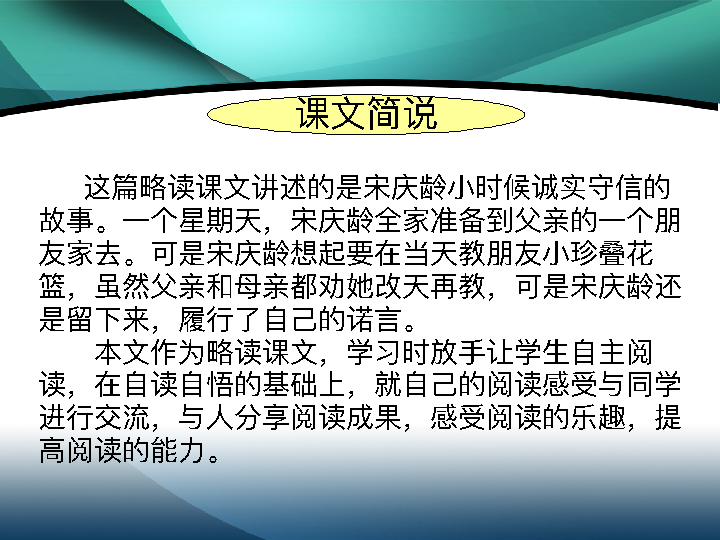 课文简说
这篇略读课文讲述的是宋庆龄小时候诚实守信的
故事。一个星期天，宋庆龄全家准备到父亲的一个朋
友家去。可是宋庆龄想起要在当天教朋友小珍叠花
篮，虽然父亲和母亲都劝她改天再教，可是宋庆龄还
是留下来，履行了自己的诺言。
本文作为略读课文，学习时放手让学生自主阅
读，在自读自悟的基础上，就自己的阅读感受与同学
进行交流，与人分享阅读成果，感受阅读的乐趣，提
高阅读的能力。